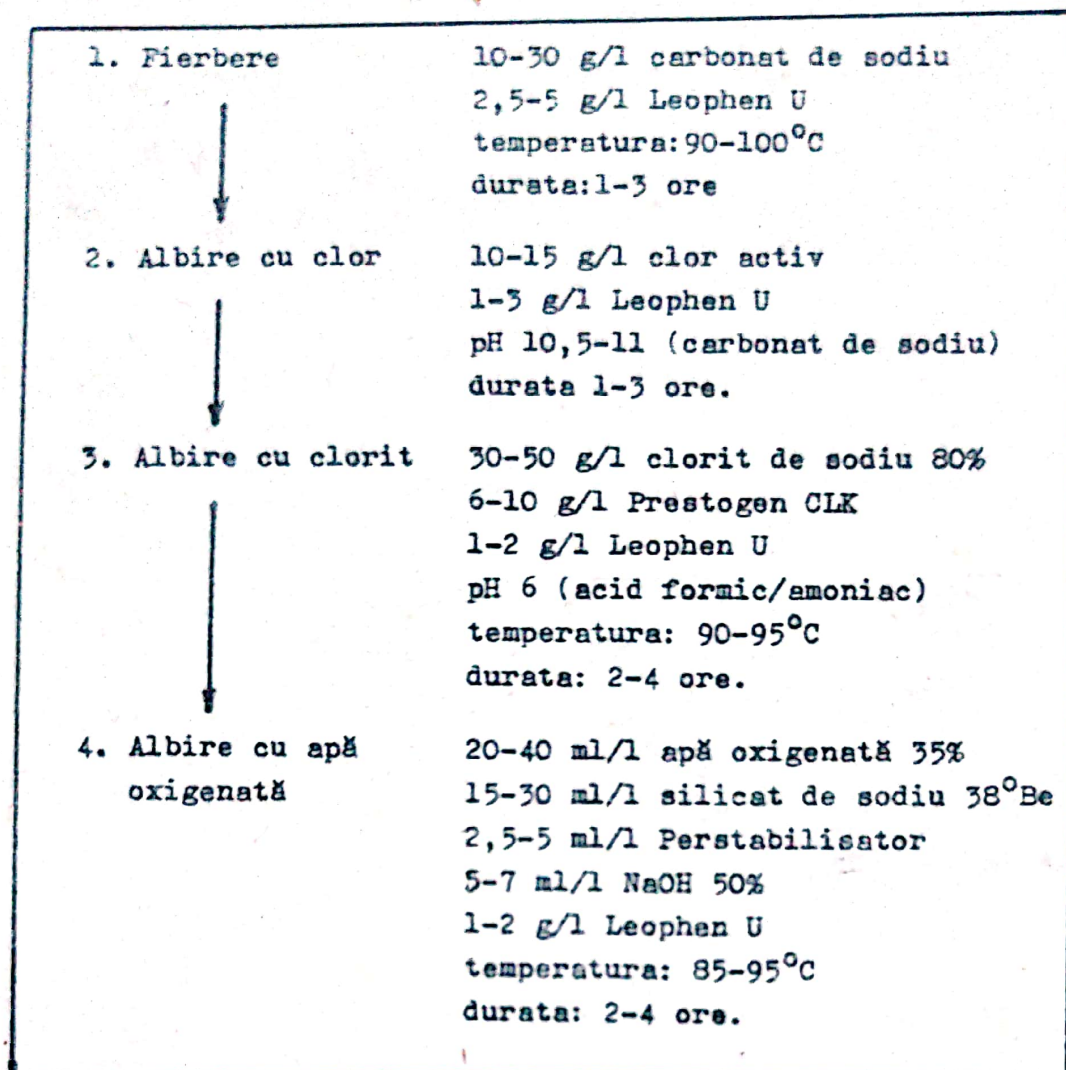 1. Fierbere
10-30 g/l carbonat de sodiu
2,5-5 g/l Leophen U
temperatura:90-100°C
durata:1-3 ore
2. Albire cu clor
10-15 g/l clor activ
1-3 g/l Leophen U
pH 10,5-11 (carbonat de sodiu)
durata 1-3 ore.
3. Albire cu clorit
30-50 g/l clorit de sodiu 80%
6-10 g/l Prestogen CLK
1-2 g/l Leophen U
pH 6 (acid formic/amoniac)
temperatura: 90-95°C
durata: 2-4 ore.
4. Albire cu apă
oxigenată
20-40 ml/l apă oxigenată 35%
15-30 ml/l silicat de sodiu 38°Be
2,5-5 ml/l Perstabilisator
5-7 ml/l NaOH 50%
1-2 g/l Leophen U
temperatura: 85-95°C
durata: 2-4 ore.